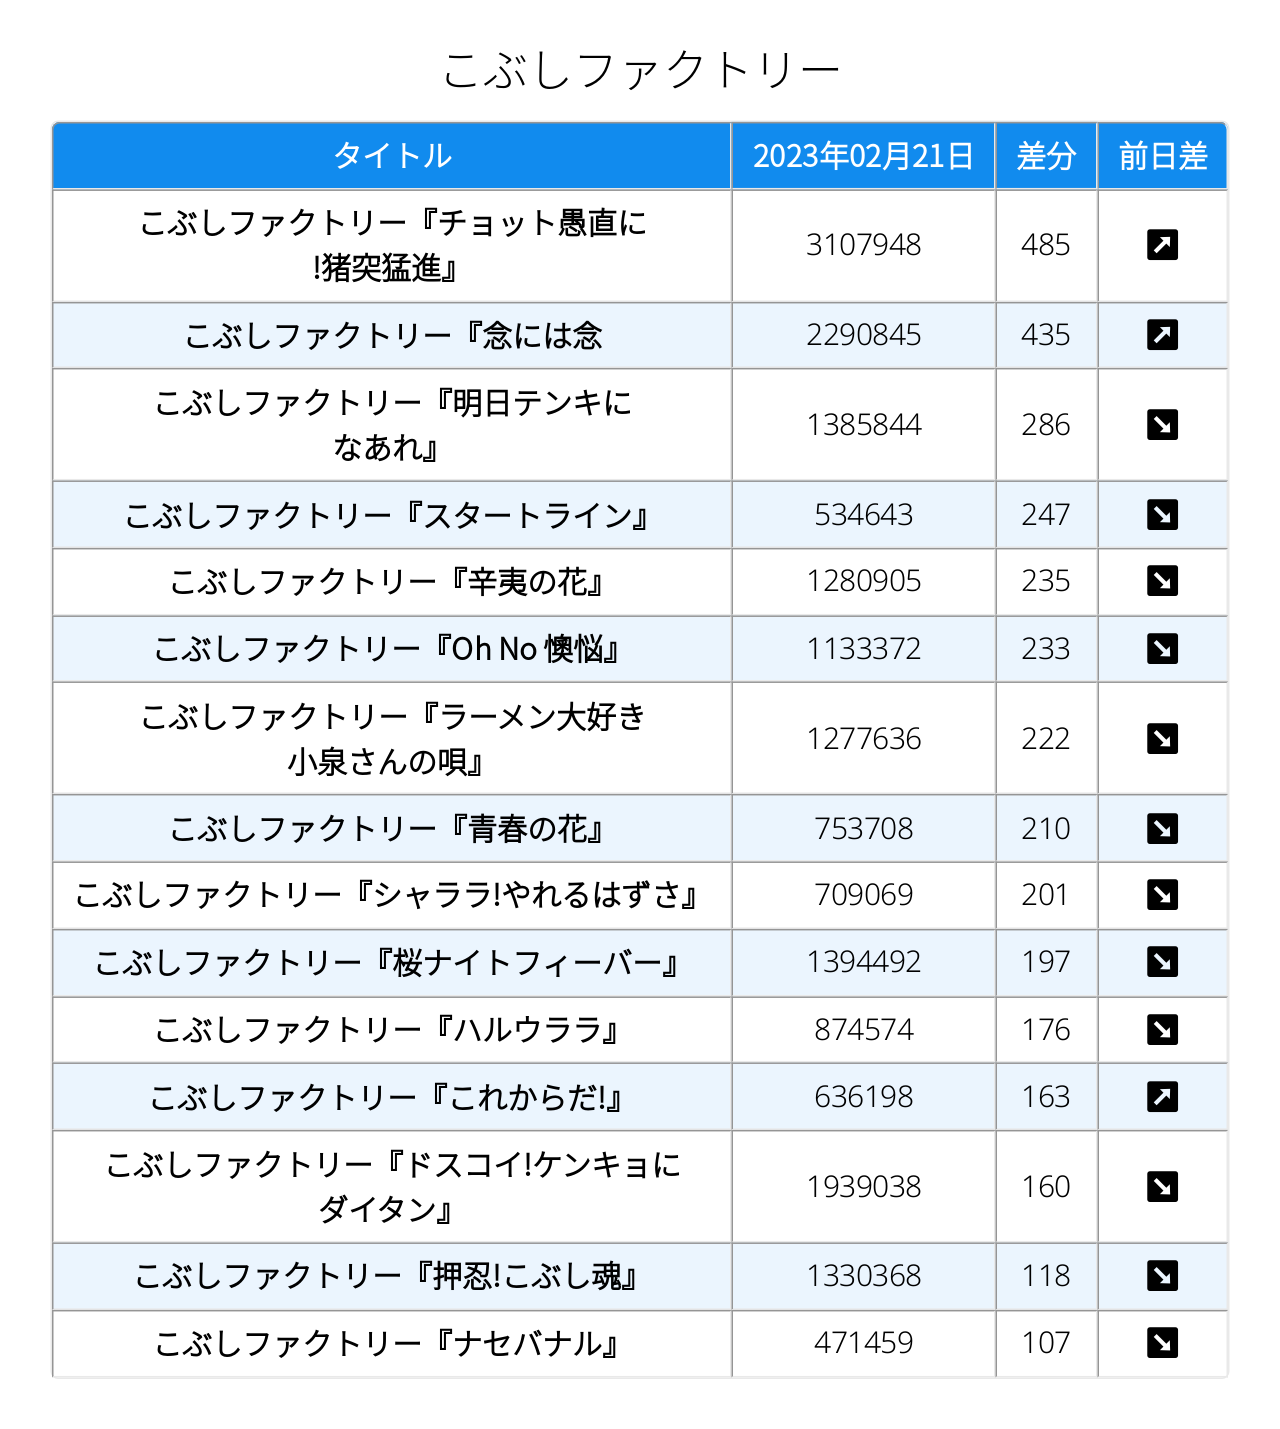 こぶしファクトリー
タイトル 2023年02月21日 差分 前日差
こぶしファクトリー『チョット愚直に
!猪突猛進』 3107948 485
こぶしファクトリー『念には念 2290845 435
こぶしファクトリー『明日テンキに
なあれ』 1385844 286
こぶしファクトリー『スタートライン』 534643 247
こぶしファクトリー『辛夷の花』 1280905 235
こぶしファクトリー『Oh No 懊悩』 1133372 233
こぶしファクトリー『ラーメン大好き
小泉さんの唄』 1277636 222
こぶしファクトリー『青春の花』 753708 210
こぶしファクトリー『シャララ!やれるはずさ』 709069 201
こぶしファクトリー『桜ナイトフィーバー』 1394492 197
こぶしファクトリー『ハルウララ』 874574 176
こぶしファクトリー『これからだ!』 636198 163
こぶしファクトリー『ドスコイ!ケンキョに
ダイタン』 1939038 160
こぶしファクトリー『押忍!こぶし魂』 1330368 118
こぶしファクトリー『ナセバナル』 471459 107